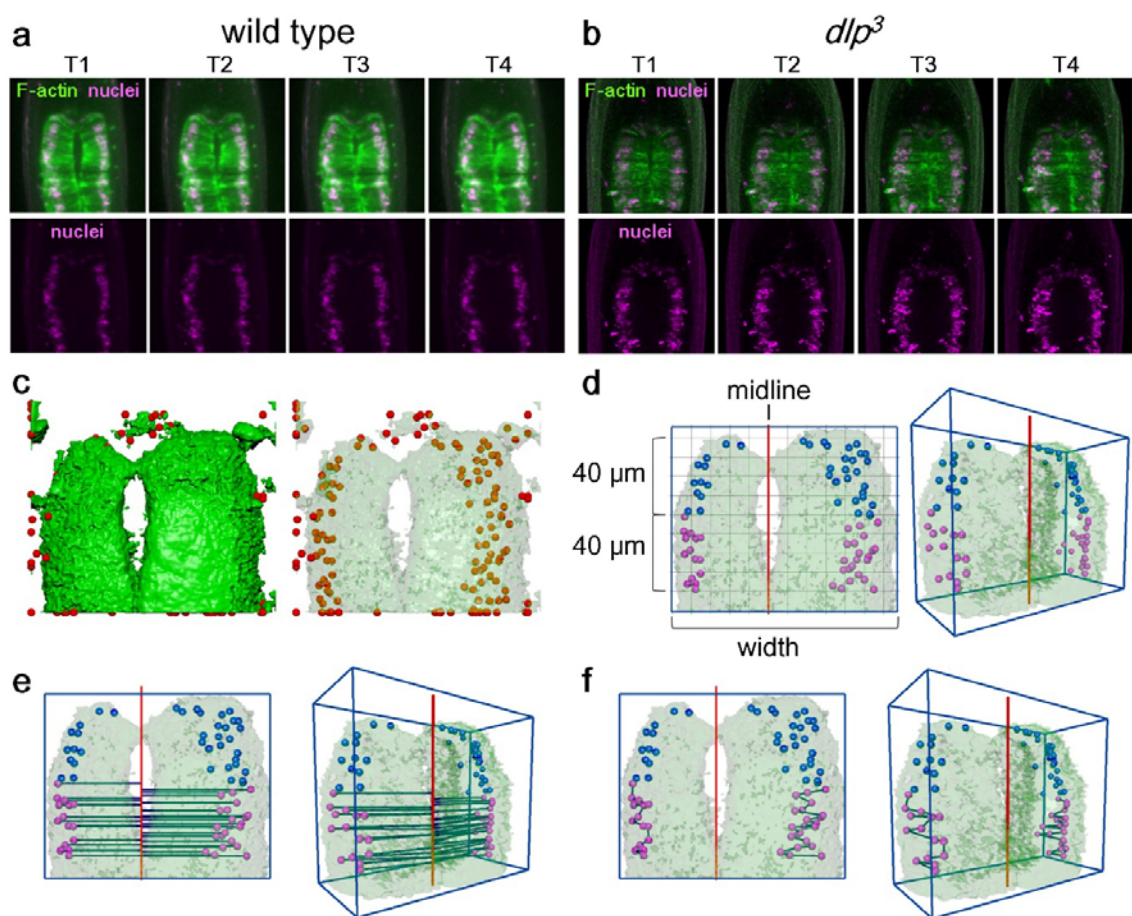 a wild type
T1 T2 T3 T4
F-actin nuclei
nuclei
b dlp³
T1 T2 T3 T4
F-actin nuclei
nuclei
c
d
midline
40 µm
40 µm
width
e
f